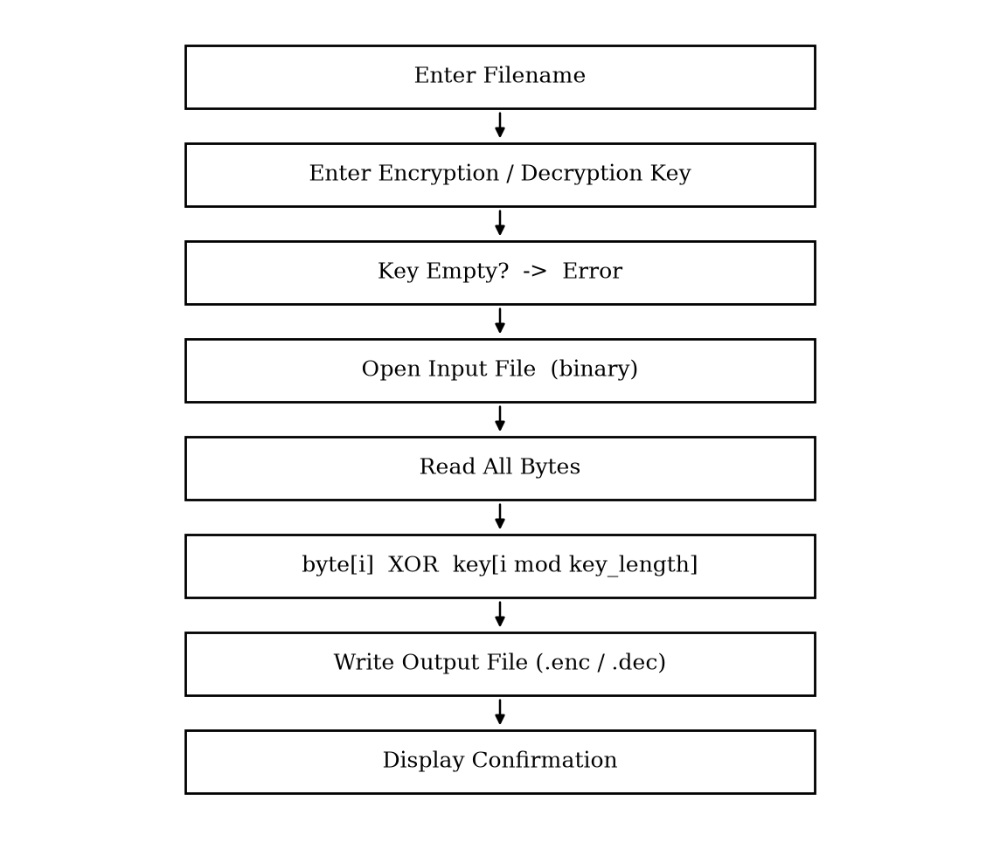 Enter Filename
Enter Encryption / Decryption Key
Key Empty?  ->  Error
Open Input File  (binary)
Read All Bytes
byte[i]  XOR  key[i mod key_length]
Write Output File (.enc / .dec)
Display Confirmation